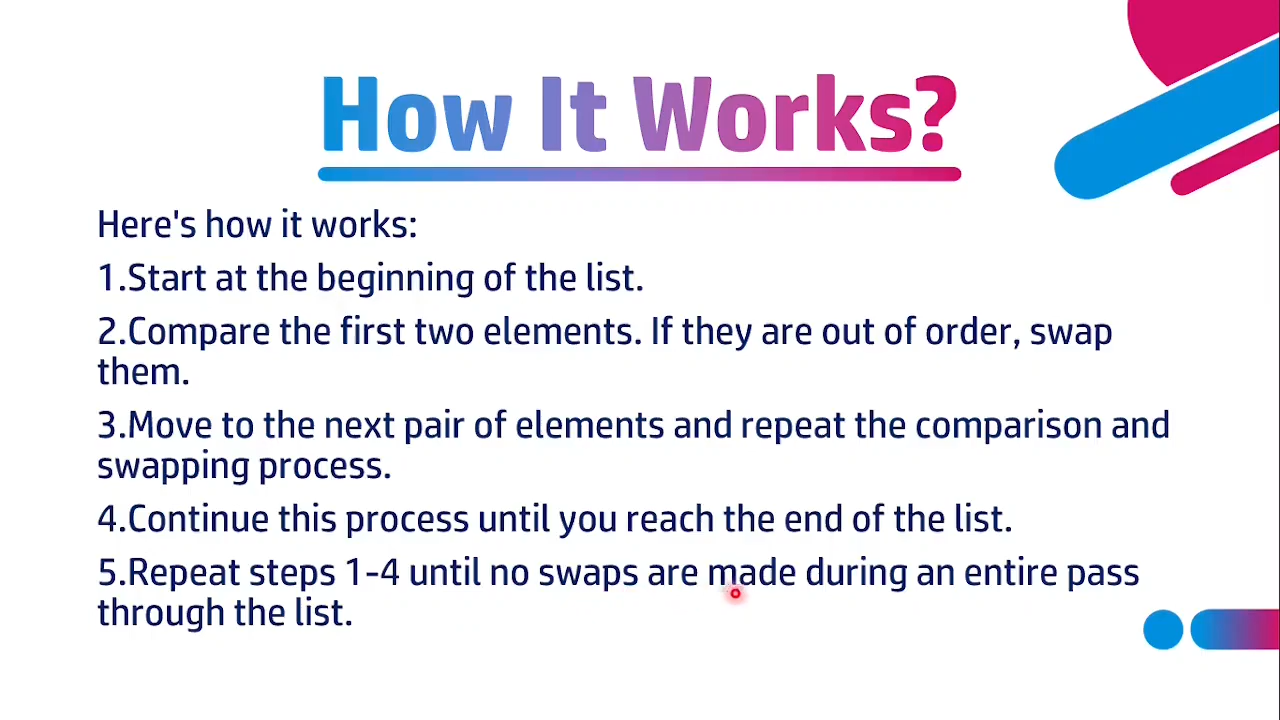 How It Works?
Here's how it works:
1.Start at the beginning of the list.
2.Compare the first two elements. If they are out of order, swap
them.
3.Move to the next pair of elements and repeat the comparison and
swapping process.
4.Continue this process until you reach the end of the list.
5.Repeat steps 1-4 until no swaps are made during an entire pass
through the list.